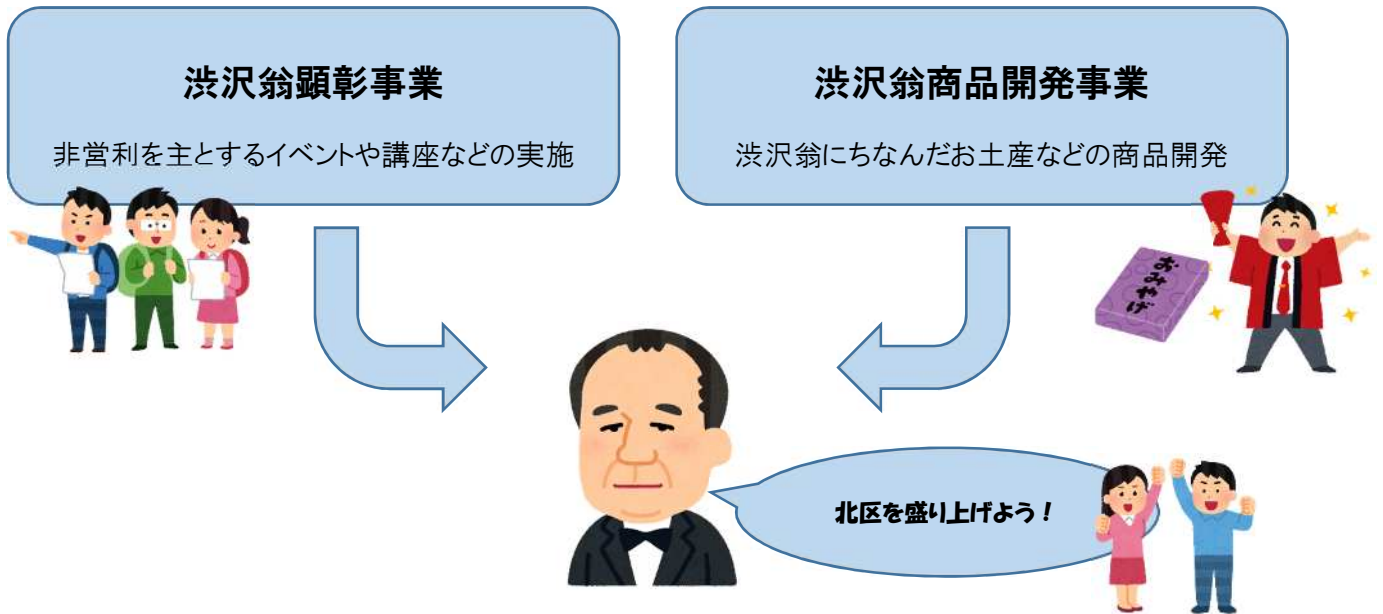 渋沢翁顕彰事業
非営利を主とするイベントや講座などの実施
渋沢翁商品開発事業
渋沢翁にちなんだお土産などの商品開発
おみやげ
北区を盛り上げよう！